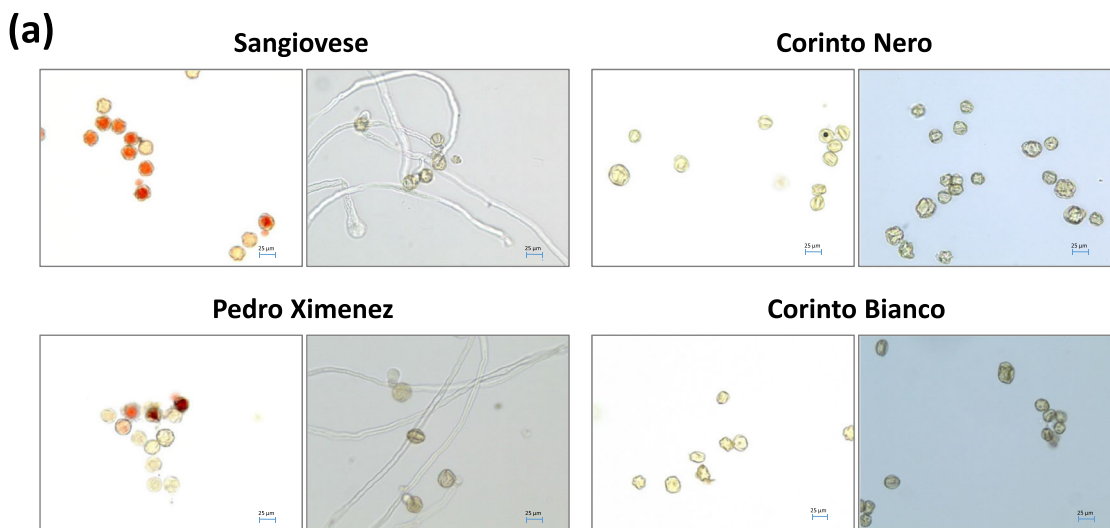 (a)
Sangiovese
Corinto Nero
25 µm
25 µm
25 µm
25 µm
Pedro Ximenez
Corinto Bianco
25 µm
25 µm
25 µm
25 µm